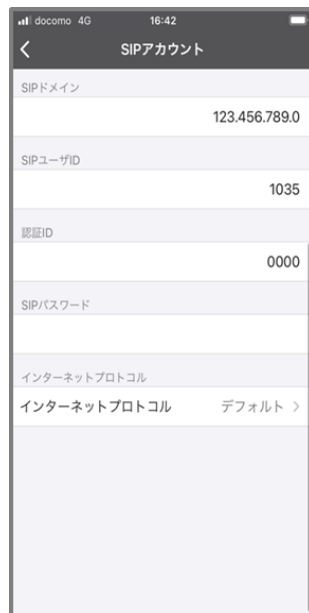 docomo 4G 16:42
SIPアカウント
SIPドメイン
123.456.789.0
SIPユーザID
1035
認証ID
0000
SIPパスワード
インターネットプロトコル
インターネットプロトコル デフォルト